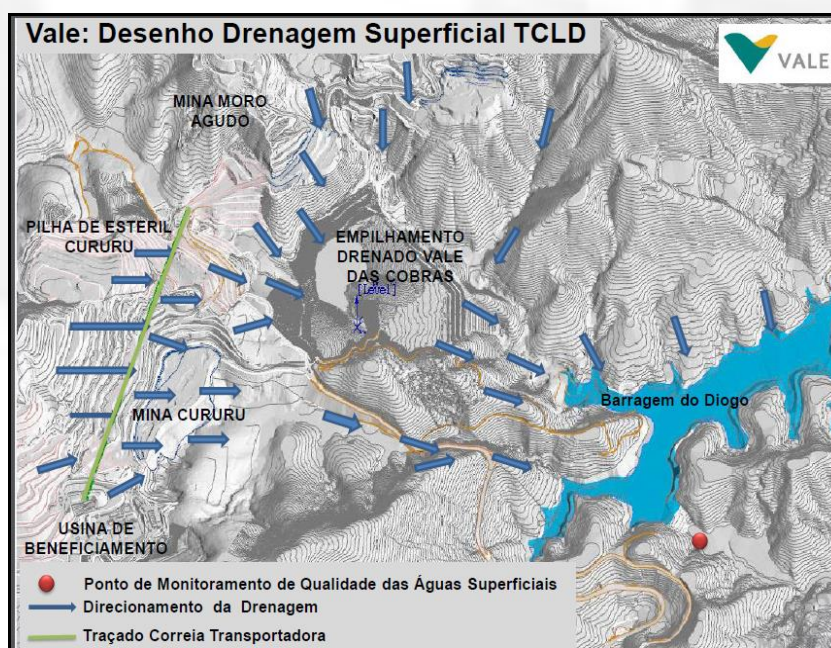 Vale: Desenho Drenagem Superficial TCLD
VALE
MINA MORO
AGUDO
PILHA DE ESTERIL
CURURU
EMPILHAMENTO
DRENADO VALE
DAS COBRAS
[Level]
Barragem do Diogo
MINA CURURU
USINA DE
BENEFICIAMENTO
Ponto de Monitoramento de Qualidade das Águas Superficiais
Direcionamento da Drenagem
Traçado Correia Transportadora